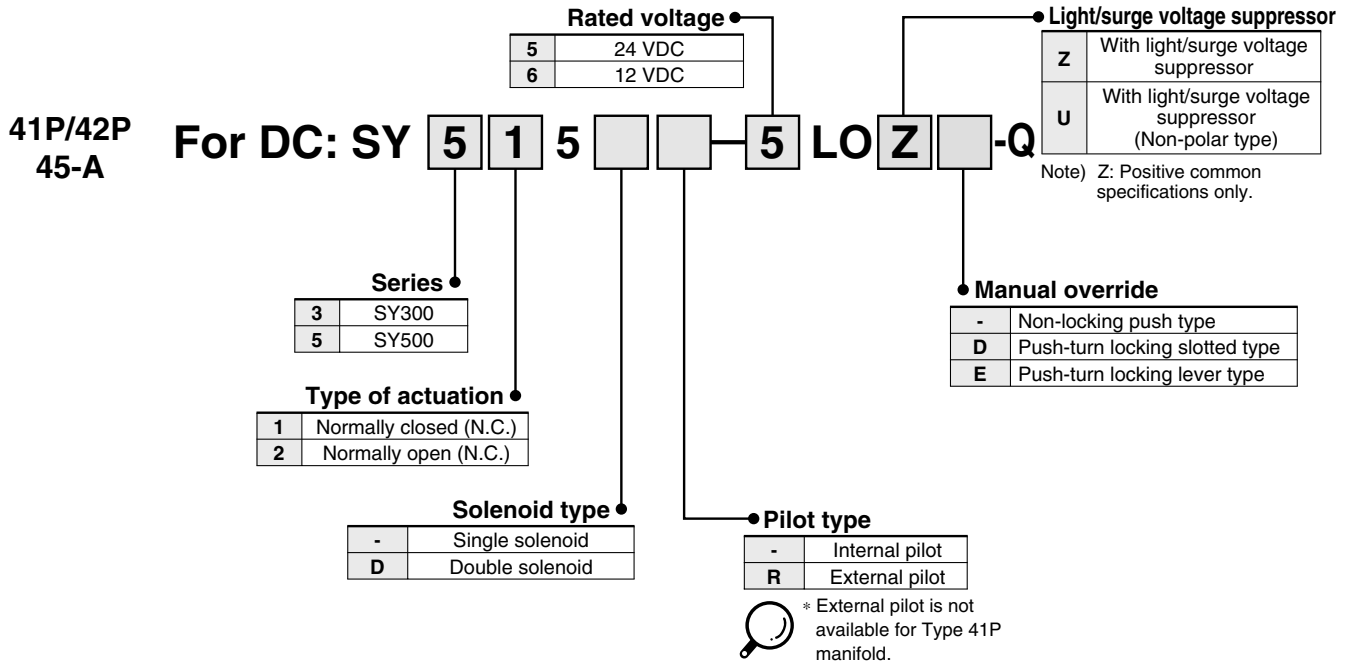 Rated voltage
5 24 VDC
6 12 VDC
Light/surge voltage suppressor
Z With light/surge voltage
suppressor
U With light/surge voltage
suppressor
(Non-polar type)
Note) Z: Positive common
specifications only.
41P/42P
45-A
For DC: SY 5 1 5 - 5 LO Z -Q
Series
3 SY300
5 SY500
Type of actuation
1 Normally closed (N.C.)
2 Normally open (N.C.)
Solenoid type
- Single solenoid
D Double solenoid
Pilot type
- Internal pilot
R External pilot
* External pilot is not
available for Type 41P
manifold.
Manual override
- Non-locking push type
D Push-turn locking slotted type
E Push-turn locking lever type